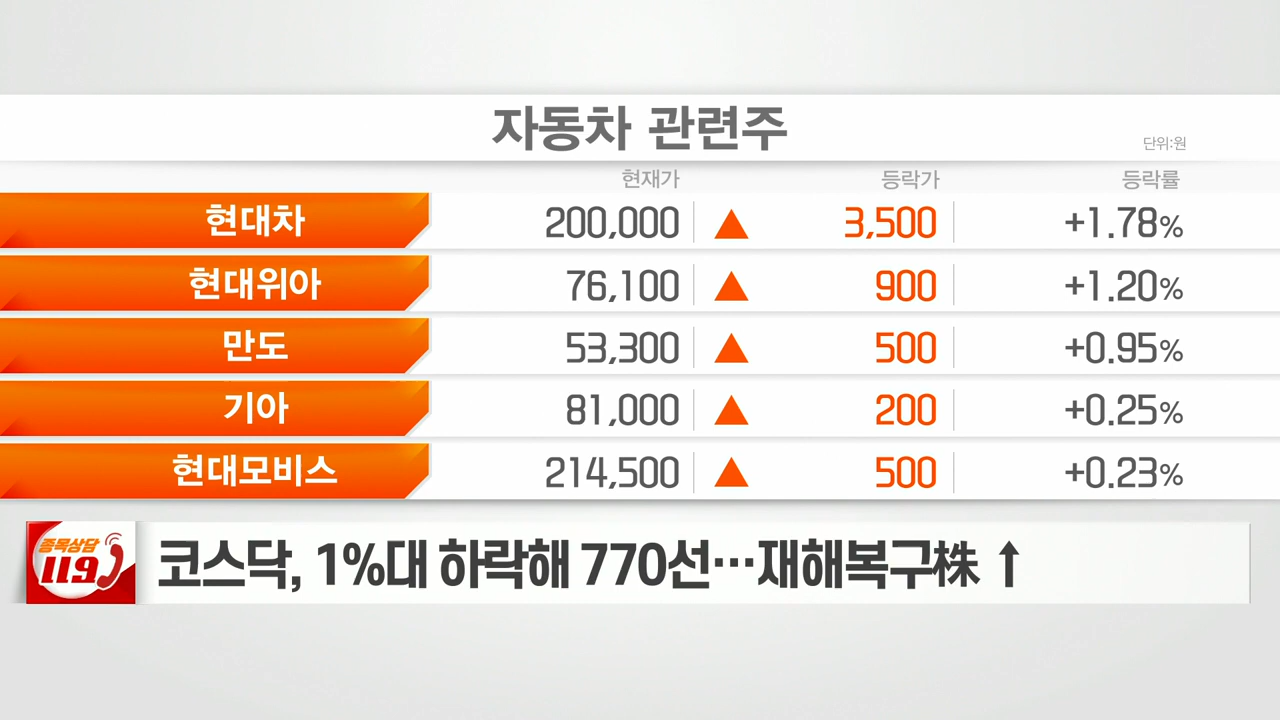 자동차 관련주
단위:원
현재가 등락가 등락률
현대차 200,000 ▲ 3,500 +1.78%
현대위아 76,100 ▲ 900 +1.20%
만도 53,300 ▲ 500 +0.95%
기아 81,000 ▲ 200 +0.25%
현대모비스 214,500 ▲ 500 +0.23%
종목상담
119
코스닥, 1%대 하락해 770선…재해복구株 ↑